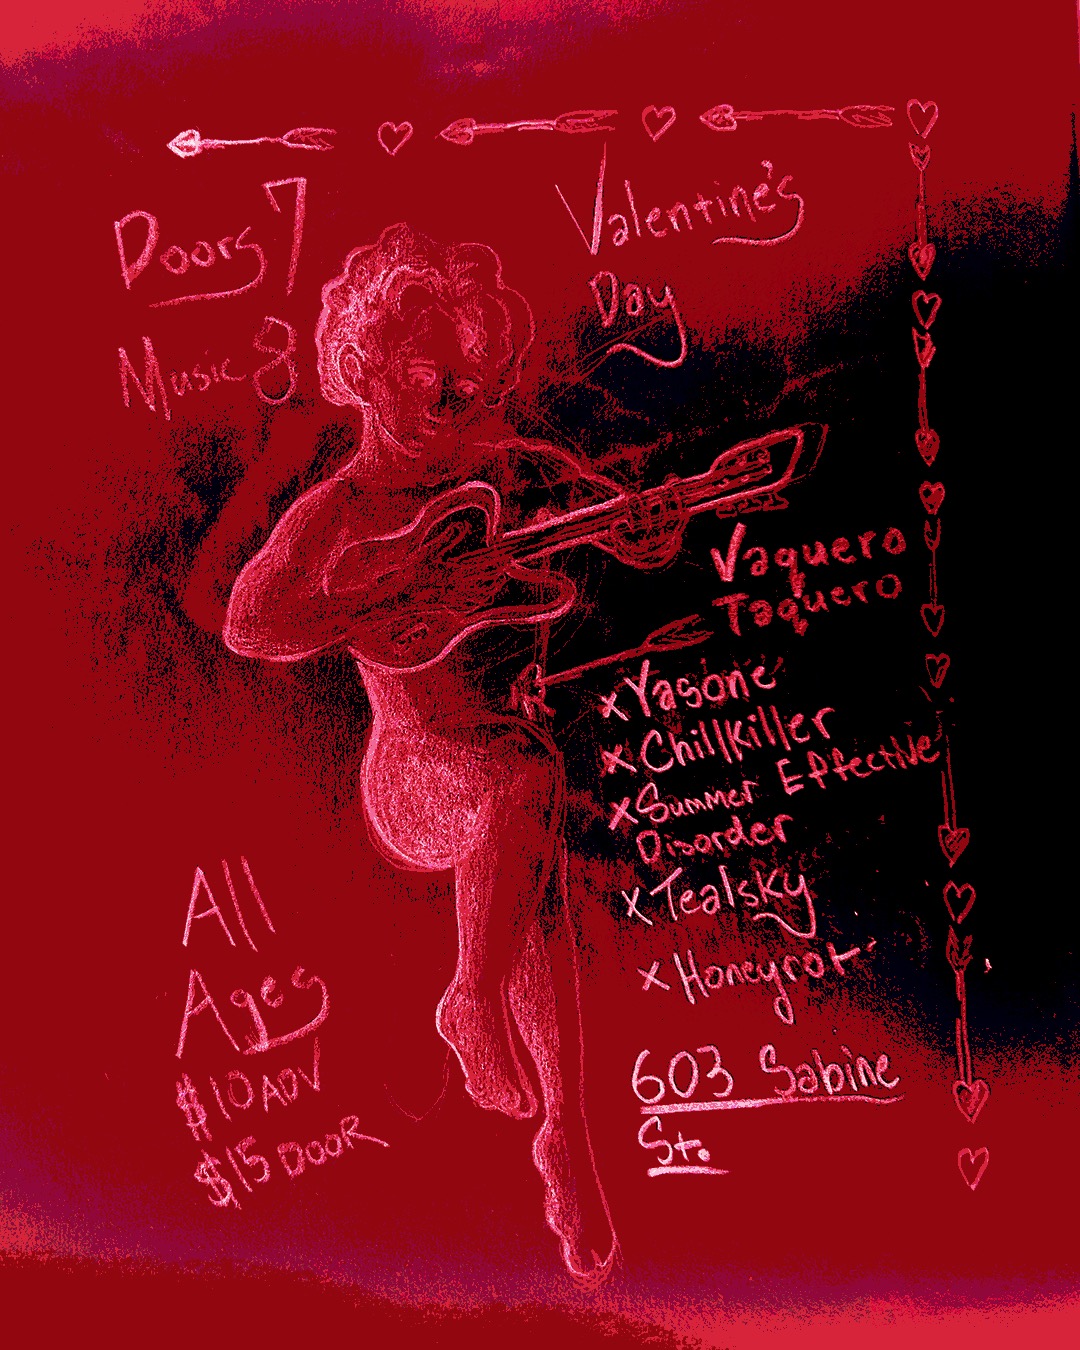 Doors 7
Music 8
Valentine's
Day
Vaquero
Taquero
x Yasone
x Chillkiller
x Summer Effective
Disorder
x Tealsky
x Honeyrot
603 Sabine
St.
All
Ages
$10 ADV
$15 DOOR